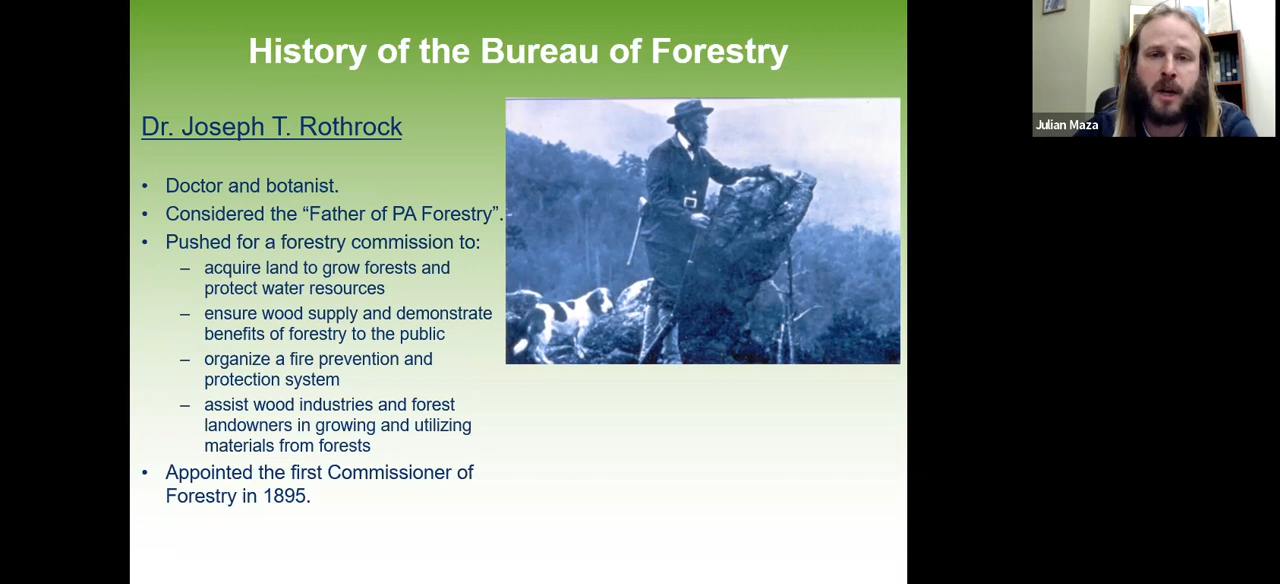 History of the Bureau of Forestry
Dr. Joseph T. Rothrock
• Doctor and botanist.
• Considered the “Father of PA Forestry”.
• Pushed for a forestry commission to:
– acquire land to grow forests and
protect water resources
– ensure wood supply and demonstrate
benefits of forestry to the public
– organize a fire prevention and
protection system
– assist wood industries and forest
landowners in growing and utilizing
materials from forests
• Appointed the first Commissioner of
Forestry in 1895.
Julian Maza